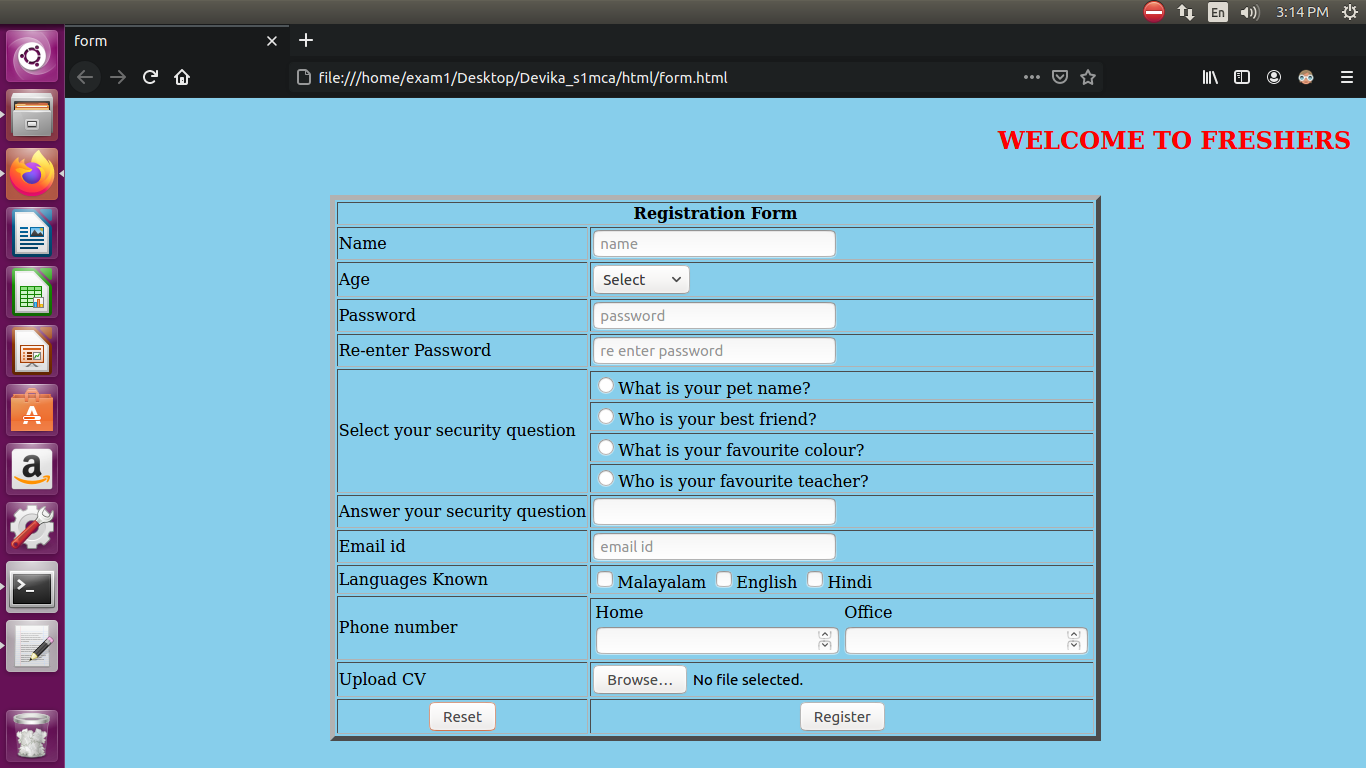 En 3:14 PM
form
file:///home/exam1/Desktop/Devika_s1mca/html/form.html
WELCOME TO FRESHERS
Registration Form
Name name
Age Select
Password password
Re-enter Password re enter password
Select your security question
What is your pet name?
Who is your best friend?
What is your favourite colour?
Who is your favourite teacher?
Answer your security question
Email id email id
Languages Known Malayalam English Hindi
Phone number
Home Office
Upload CV Browse... No file selected.
Reset Register